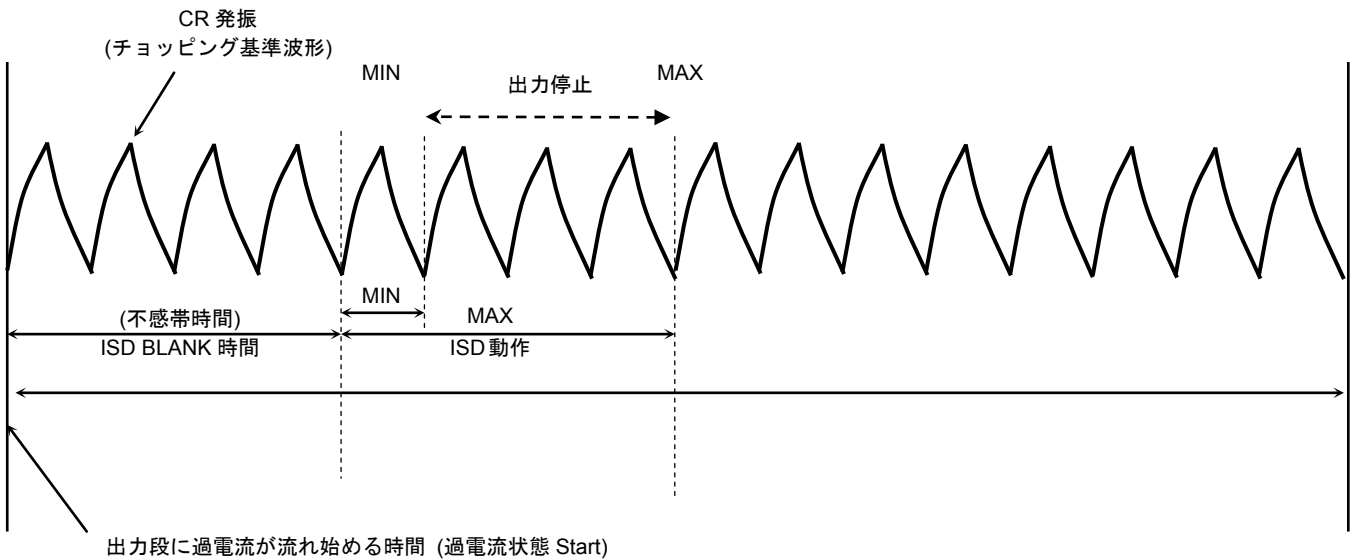 CR 発振
(チョッピング基準波形)
MIN
出力停止
MAX
MIN
(不感帯時間)
MAX
ISD BLANK 時間
ISD 動作
出力段に過電流が流れ始める時間 (過電流状態 Start)